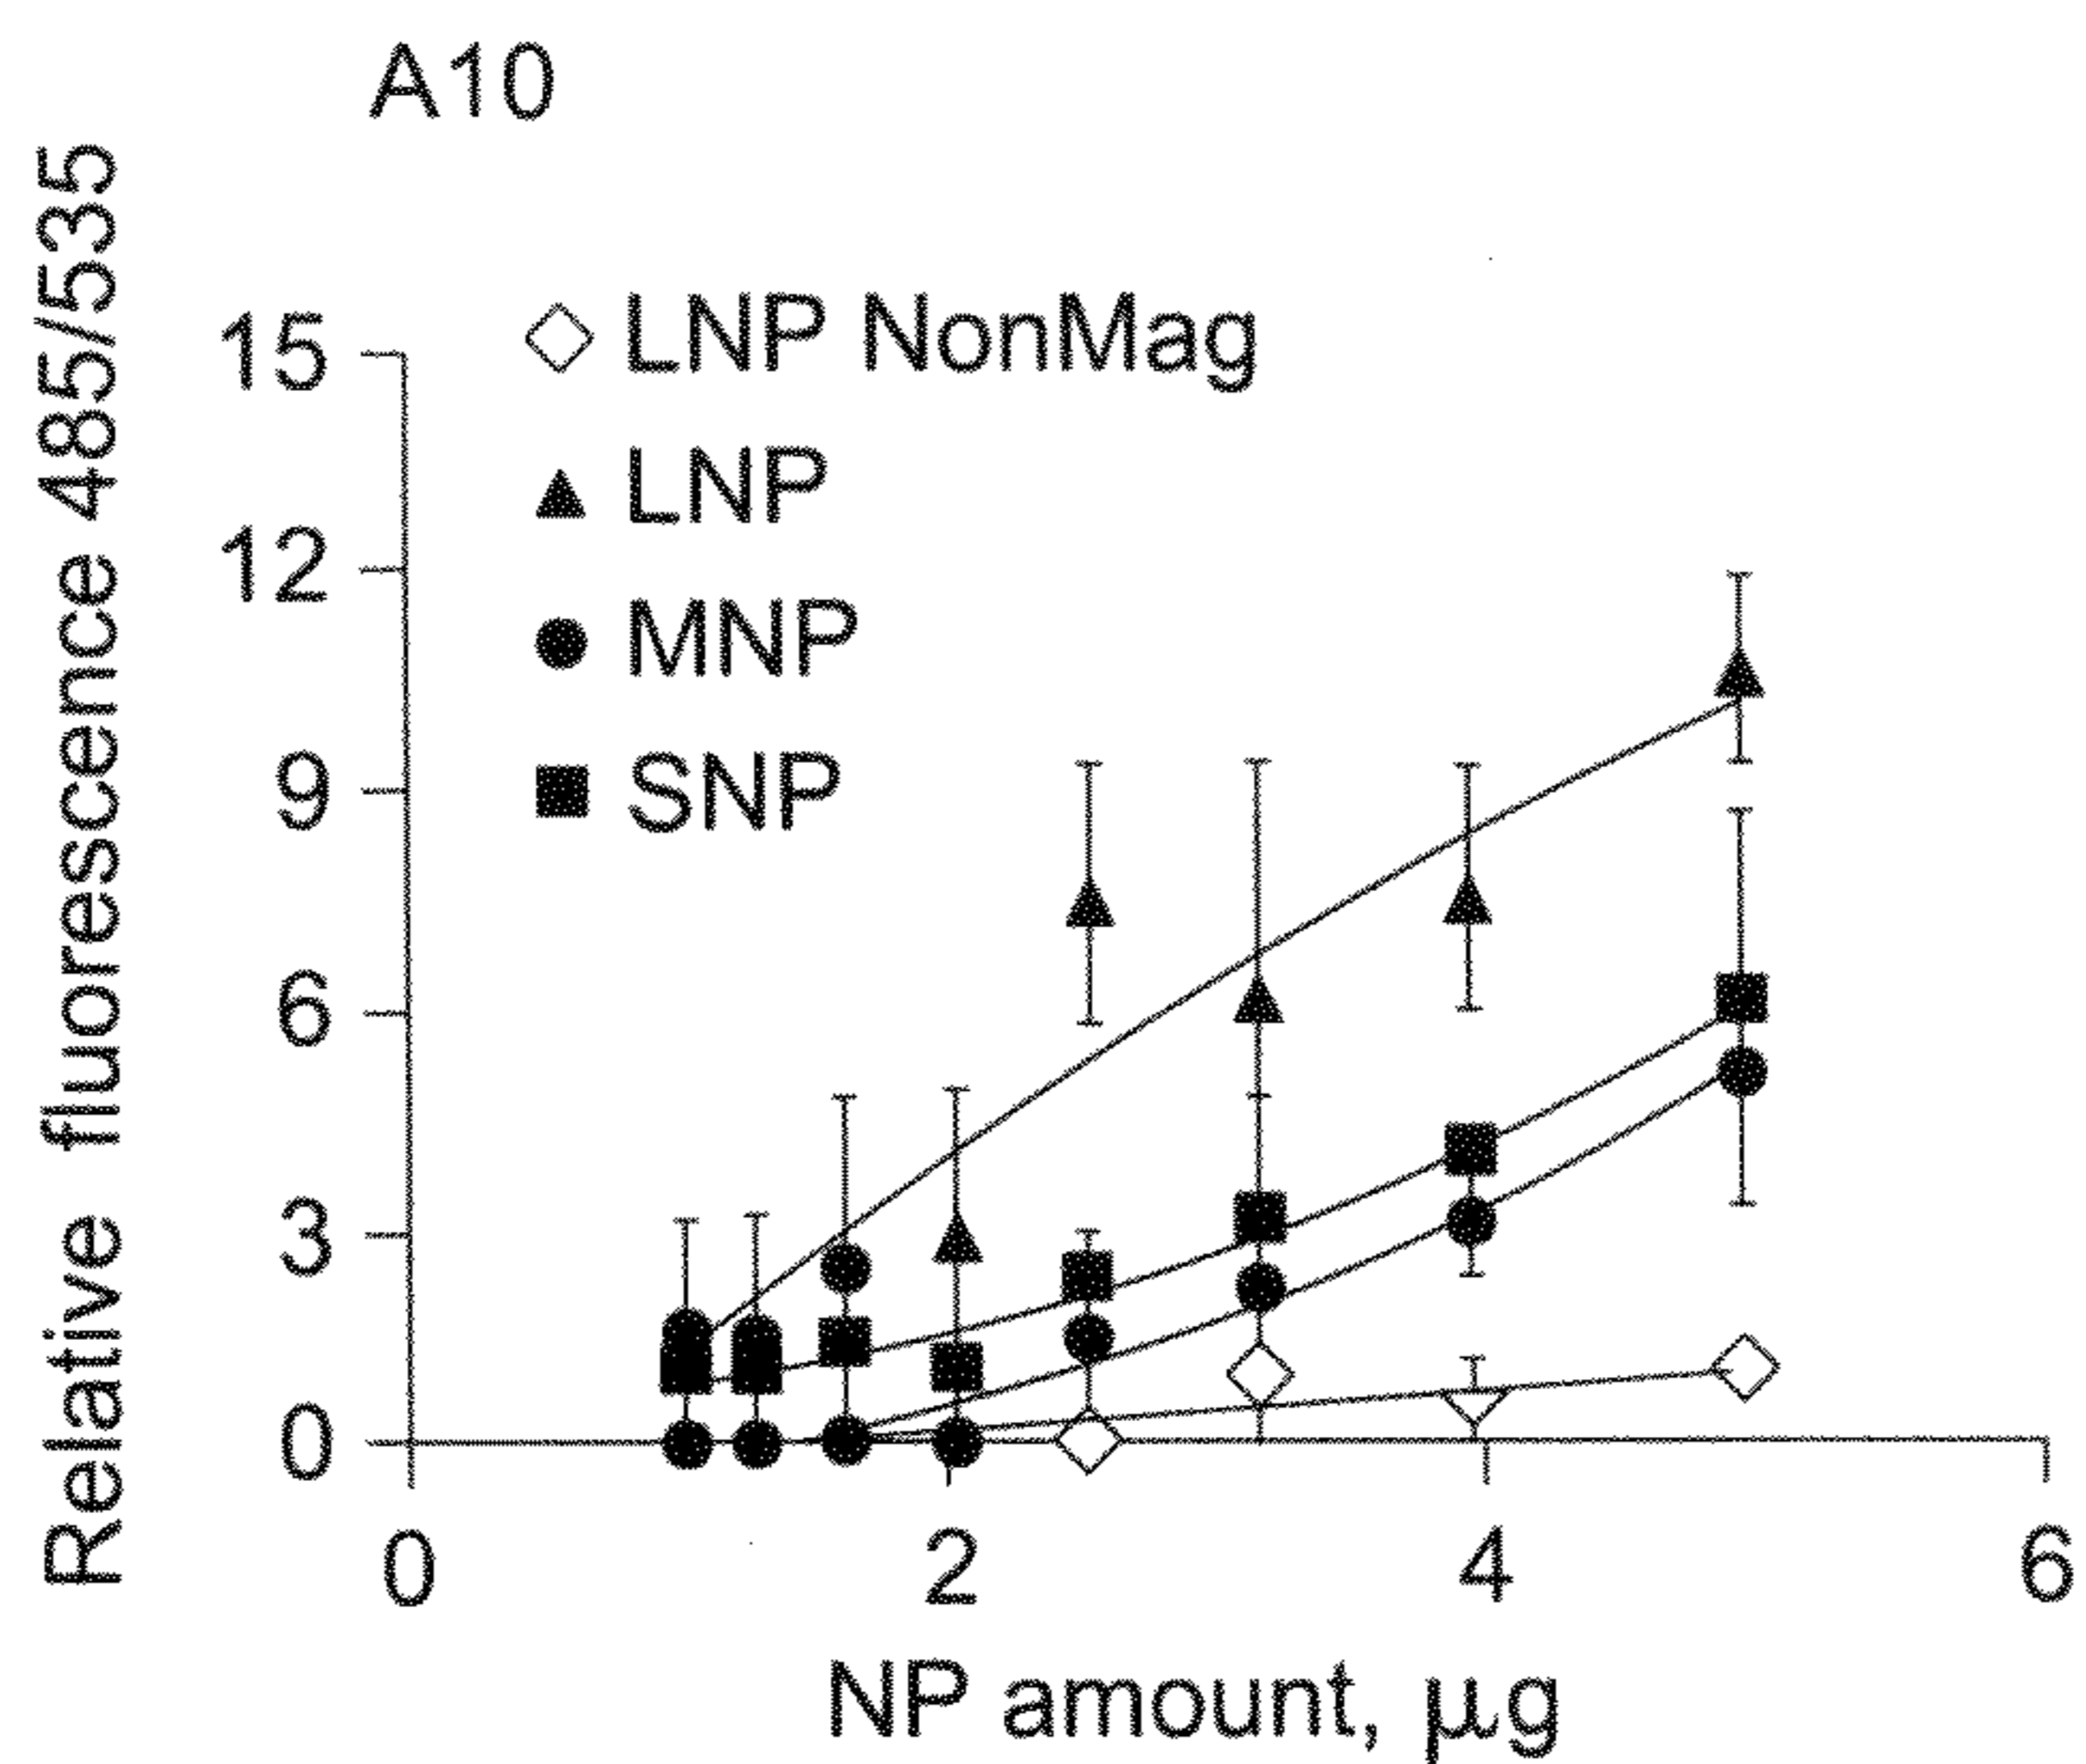 A10
Relative fluorescence 485/535
15
12
9
6
3
0
LNP NonMag
LNP
MNP
SNP
0 2 4 6
NP amount, µg